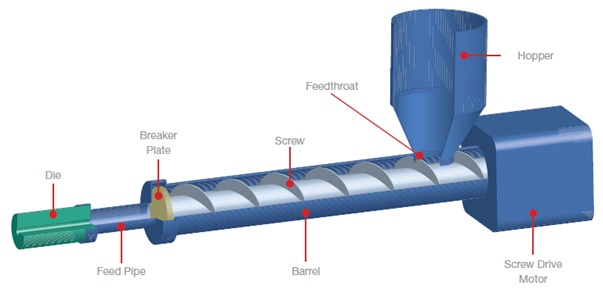 Hopper
Feedthroat
Breaker
Plate
Screw
Die
Feed Pipe
Barrel
Screw Drive
Motor